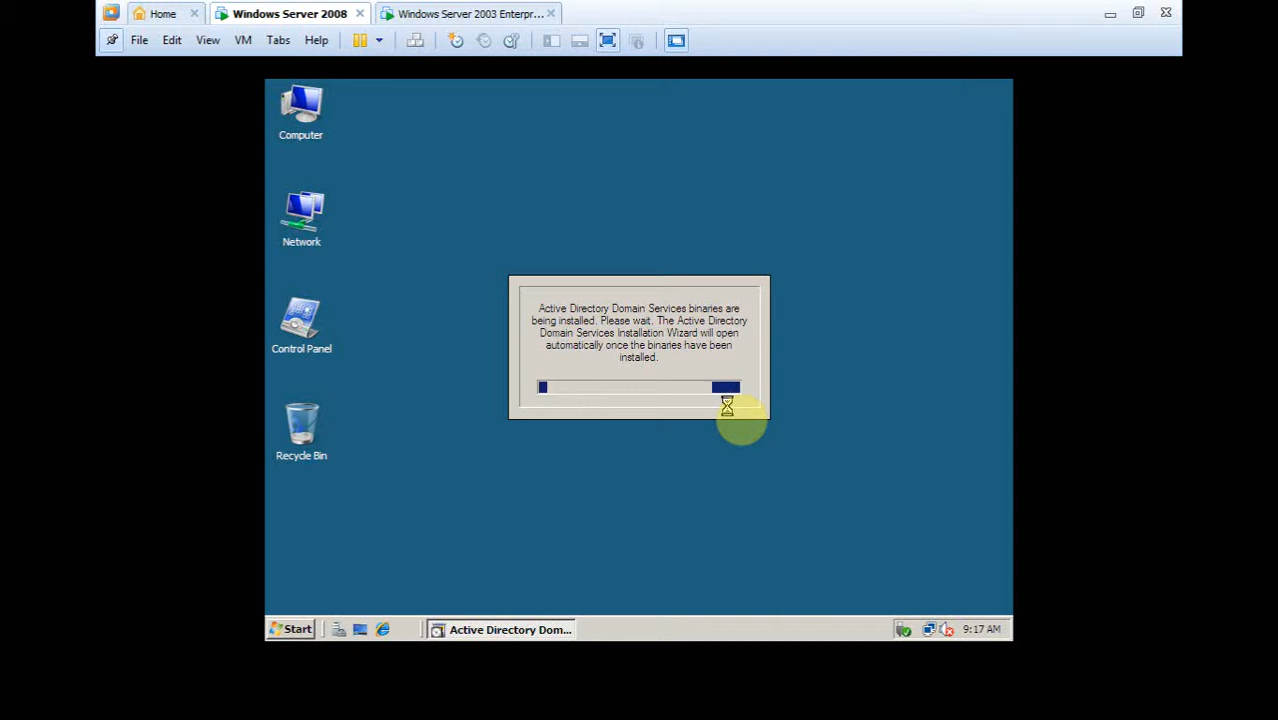 Home
Windows Server 2008
Windows Server 2003 Enterpr...
File Edit View VM Tabs Help
Computer
Network
Control Panel
Recycle Bin
Active Directory Domain Services binaries are
being installed. Please wait. The Active Directory
Domain Services Installation Wizard will open
automatically once the binaries have been
installed.
Start
Active Directory Dom...
9:17 AM